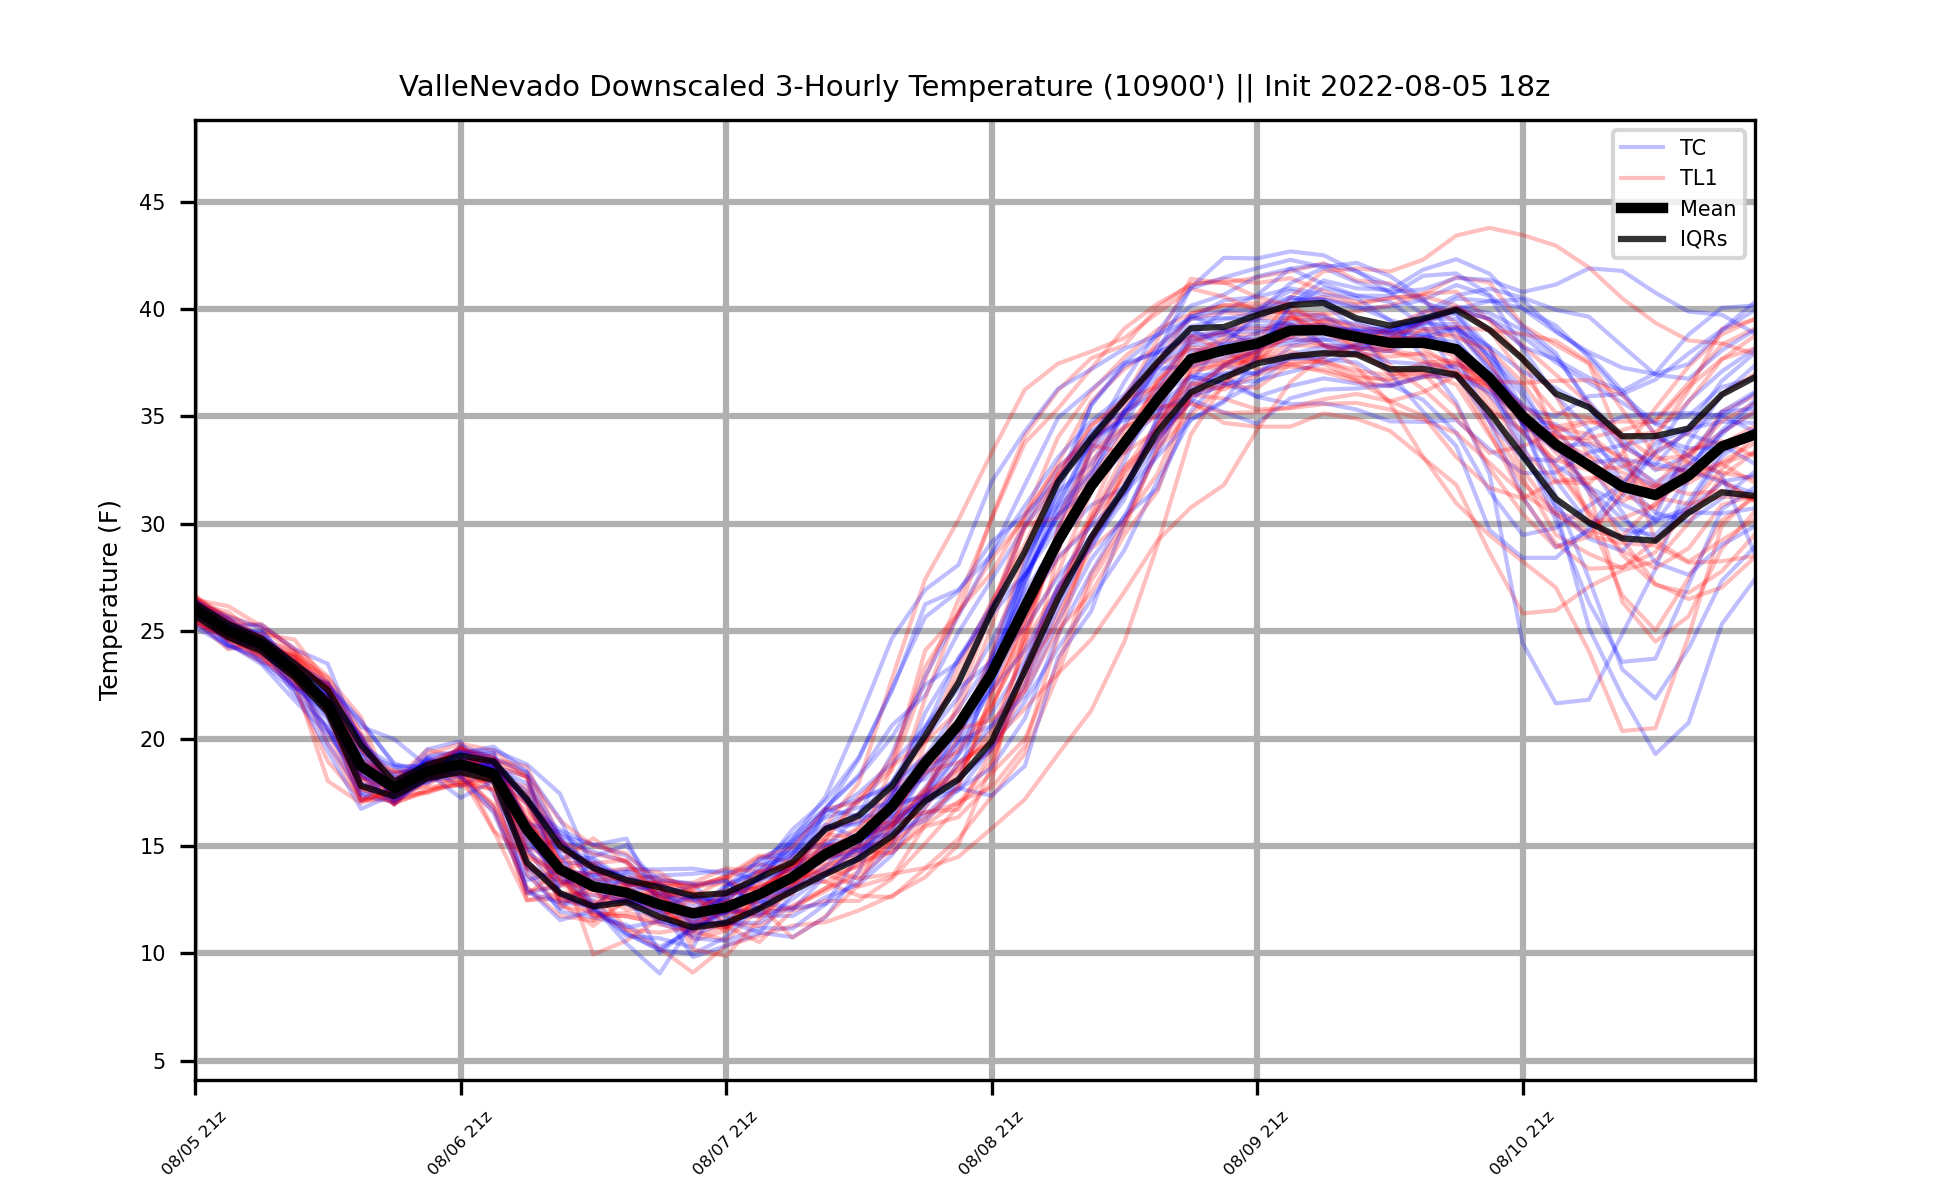 ValleNevado Downscaled 3-Hourly Temperature (10900') || Init 2022-08-05 18z
TC
TL1
Mean
IQRs
Temperature (F)
45
40
35
30
25
20
15
10
5
08/05 21z
08/06 21z
08/07 21z
08/08 21z
08/09 21z
08/10 21z